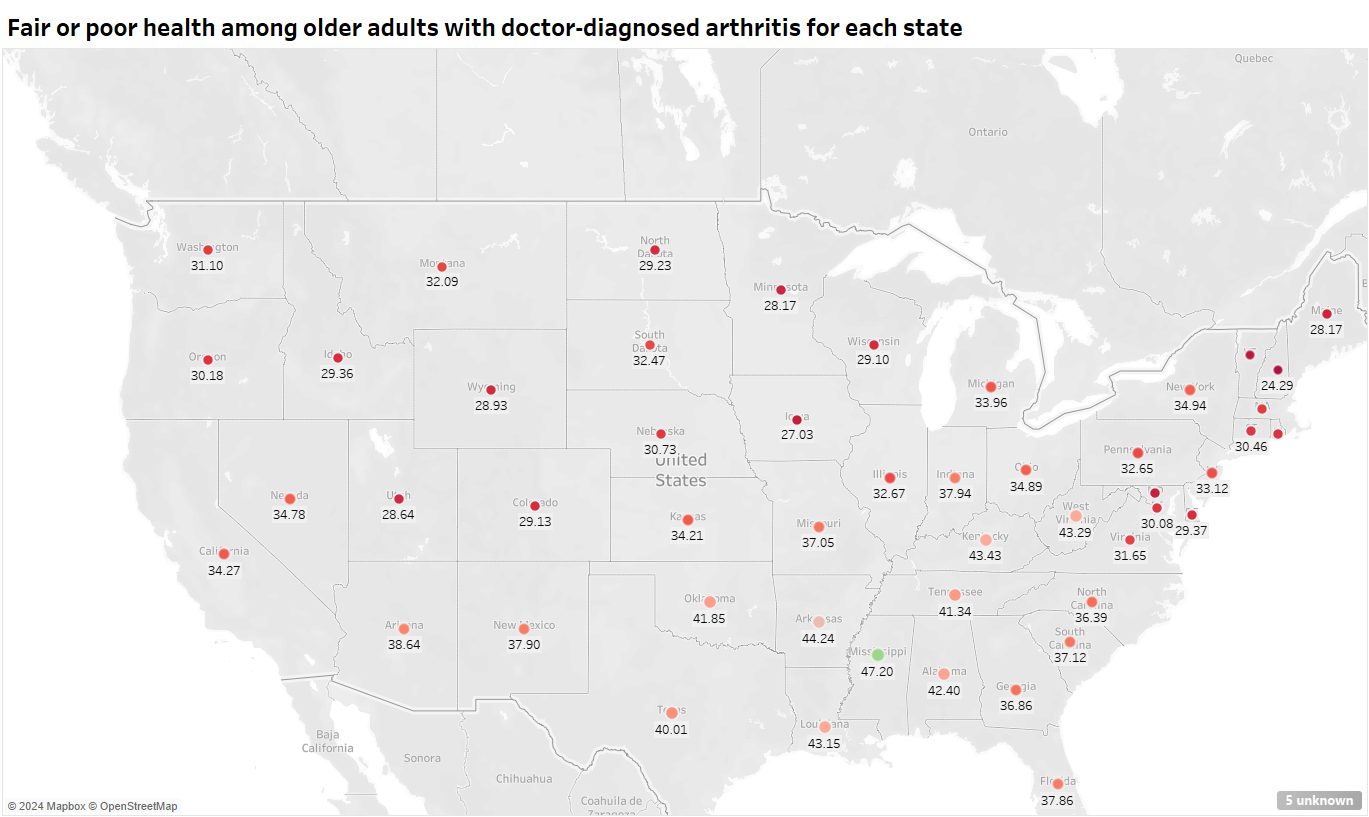 Fair or poor health among older adults with doctor-diagnosed arthritis for each state
Quebec
Ontario
Washington
31.10
Montana
32.09
North
Dakota
29.23
Minnesota
28.17
Maine
28.17
Oregon
30.18
Idaho
29.36
South
Dakota
32.47
Wisconsin
29.10
Wyoming
28.93
Michigan
33.96
New York
34.94
24.29
Iowa
27.03
MA
Nebraska
30.73
30.46
United
States
Pennsylvania
32.65
Illinois
32.67
Indiana
37.94
Ohio
34.89
33.12
Nevada
34.78
Utah
28.64
Colorado
29.13
Kansas
34.21
Missouri
37.05
West
Virginia
43.29
30.08
29.37
California
34.27
Kentucky
43.43
Virginia
31.65
Oklahoma
41.85
Tennessee
41.34
North
Carolina
36.39
Arizona
38.64
New Mexico
37.90
Arkansas
44.24
South
Carolina
37.12
Mississippi
47.20
Alabama
42.40
Georgia
36.86
Texas
40.01
Louisiana
43.15
Baja
California
Sonora
Chihuahua
Coahuila de
Zaragoza
Florida
37.86
© 2024 Mapbox © OpenStreetMap
5 unknown